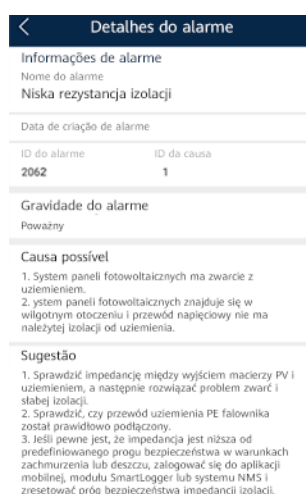 Detalhes do alarme
Informações de alarme
Nome do alarme
Niska rezystancja izolacji
Data de criação de alarme
ID do alarme ID da causa
2062 1
Gravidade do alarme
Poważny
Causa possível
1. System paneli fotowoltaicznych ma zwarcie z
uziemieniem.
2. ystem paneli fotowoltaicznych znajduje się w
wilgotnym otoczeniu i przewód napięciowy nie ma
należytej izolacji od uziemienia.
Sugestão
1. Sprawdzić impedancję między wyjściem macierzy PV i
uziemieniem, a następnie rozwiązać problem zwarć i
słabej izolacji.
2. Sprawdzić, czy przewód uziemienia PE falownika
został prawidłowo podłączony.
3. Jeśli pewne jest, że impedancja jest niższa od
predefiniowanego progu bezpieczeństwa w warunkach
zachmurzenia lub deszczu, zalogować się do aplikacji
mobilnej, modułu SmartLogger lub systemu NMS i
zresetować próg bezpieczeństwa impedancji izolacji.